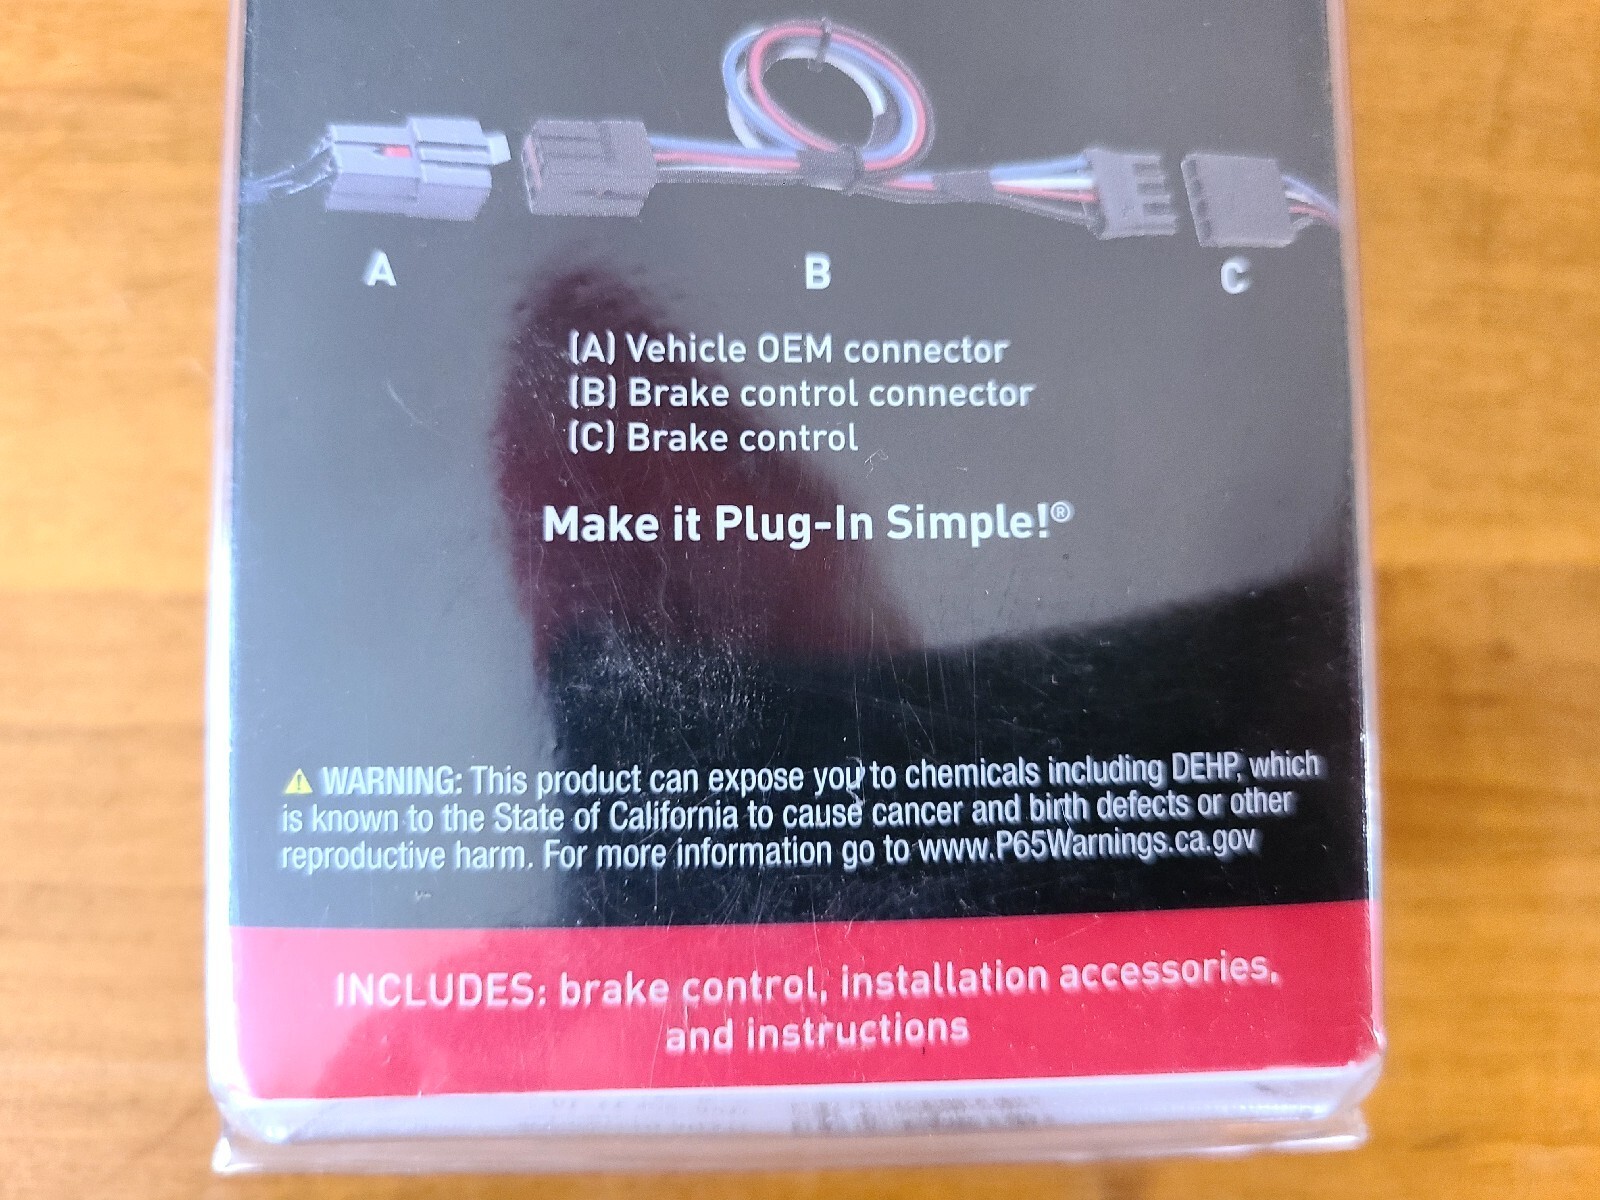 A B C
(A) Vehicle OEM connector
(B) Brake control connector
(C) Brake control
Make it Plug-In Simple!®
WARNING: This product can expose you to chemicals including DEHP, which
is known to the State of California to cause cancer and birth defects or other
reproductive harm. For more information go to www.P65Warnings.ca.gov
INCLUDES: brake control, installation accessories,
and instructions